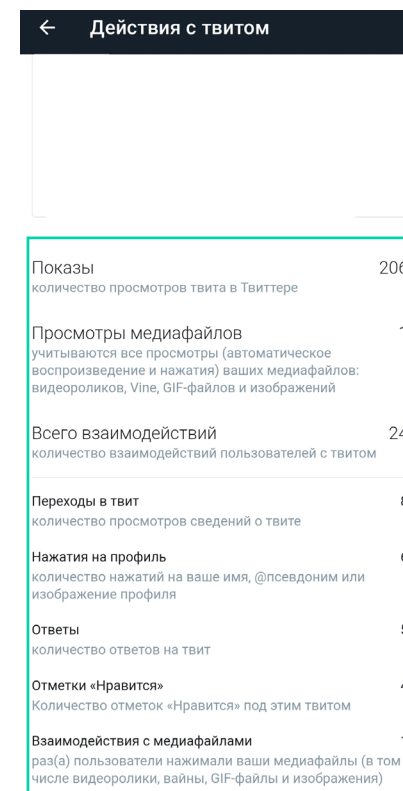 Действия с твитом
Показы 206
количество просмотров твита в Твиттере
Просмотры медиафайлов
учитываются все просмотры (автоматическое
воспроизведение и нажатия) ваших медиафайлов:
видеороликов, Vine, GIF-файлов и изображений
Всего взаимодействий 24
количество взаимодействий пользователей с твитом
Переходы в твит
количество просмотров сведений о твите
Нажатия на профиль
количество нажатий на ваше имя, @псевдоним или
изображение профиля
Ответы
количество ответов на твит
Отметки «Нравится»
Количество отметок «Нравится» под этим твитом
Взаимодействия с медиафайлами
раз(а) пользователи нажимали ваши медиафайлы (в том
числе видеоролики, вайны, GIF-файлы и изображения)